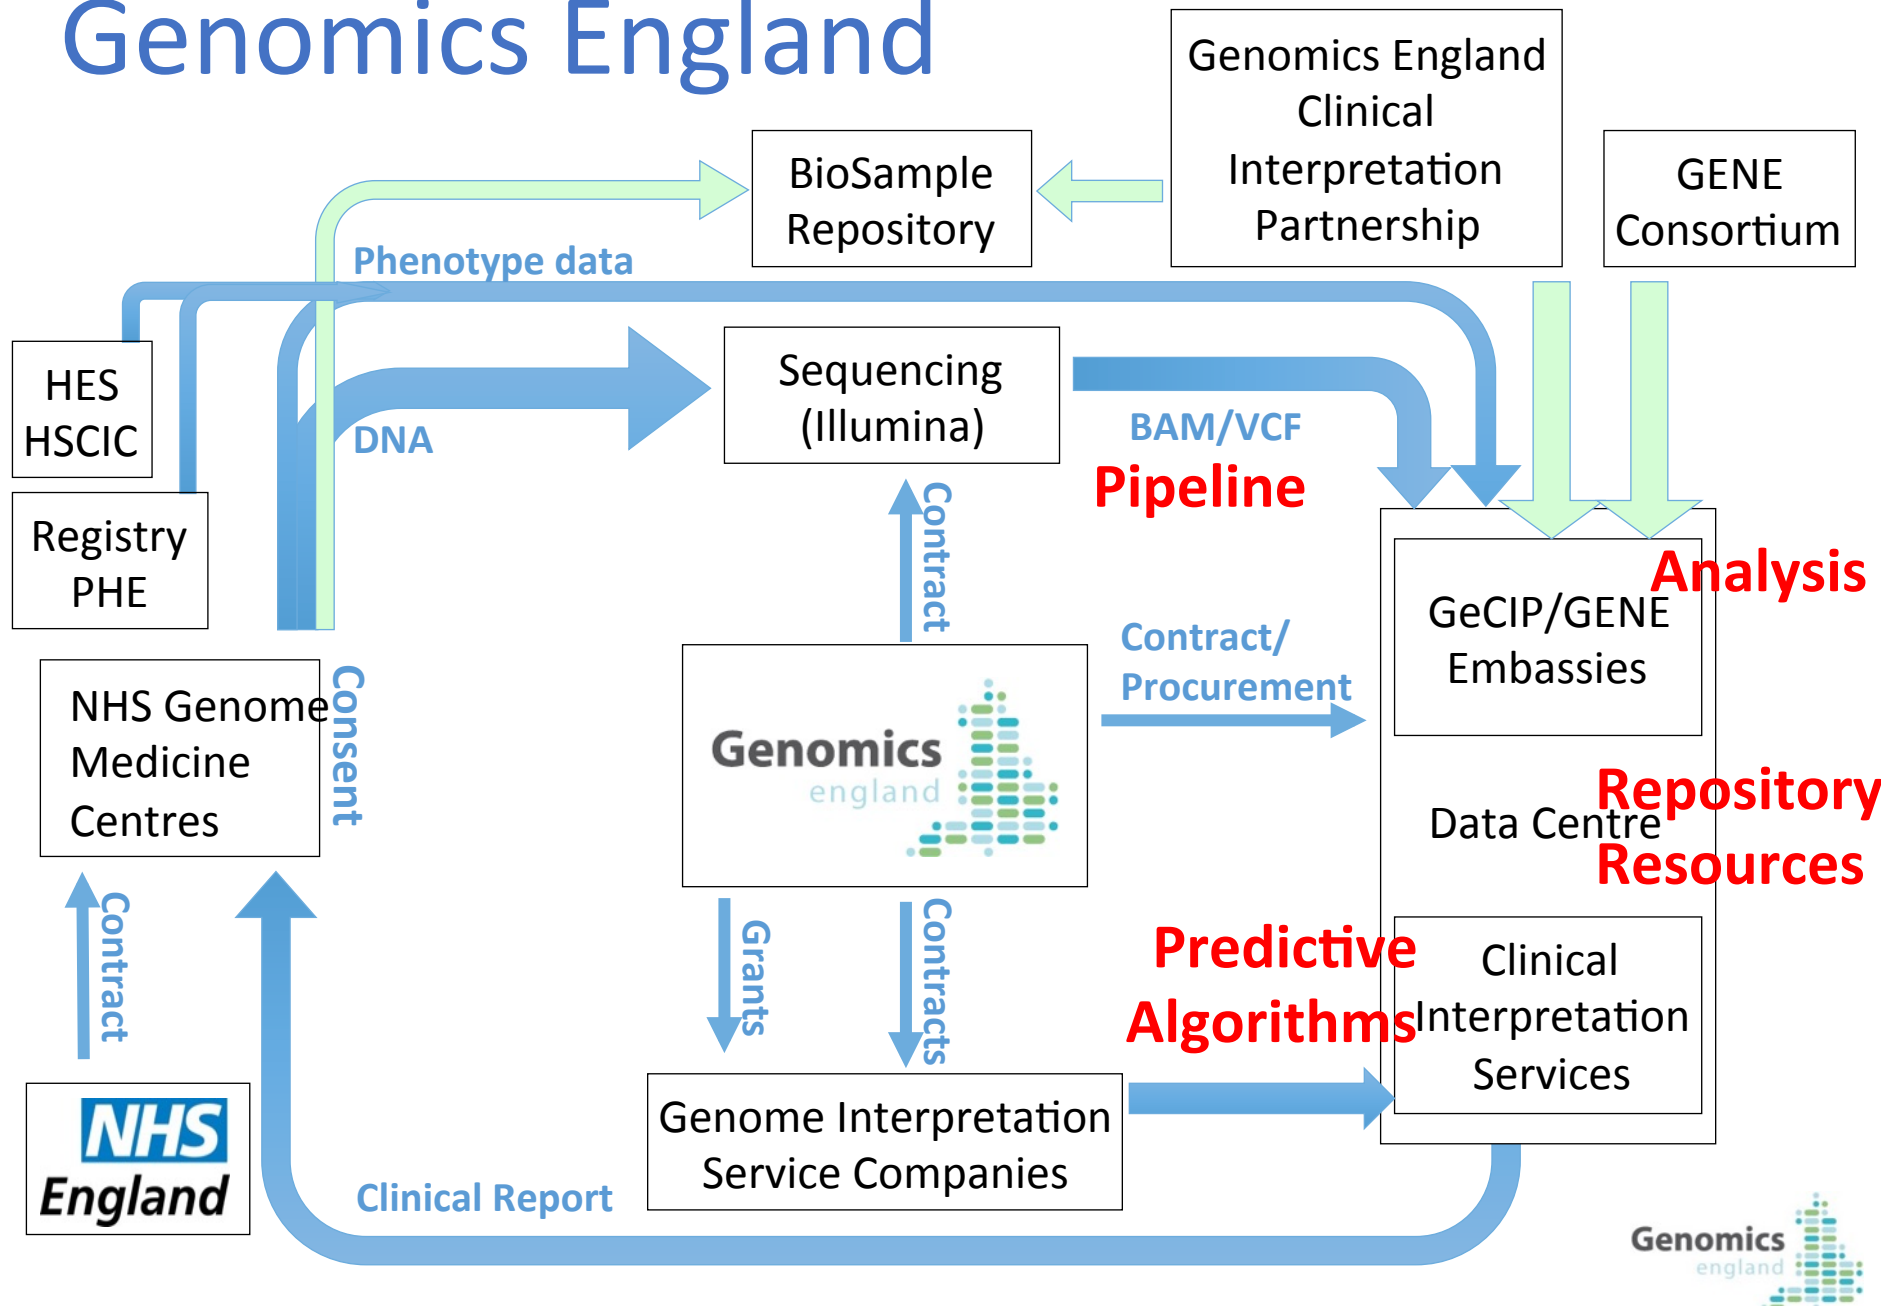 Genomics England
Genomics England
Clinical
Interpretation
Partnership
BioSample
Repository
GENE
Consortium
Phenotype data
HES
HSCIC
Sequencing
(Illumina)
DNA
BAM/VCF
Pipeline
Registry
PHE
Contract
Analysis
GeCIP/GENE
Embassies
Contract/
Procurement
NHS Genome
Medicine
Centres
Consent
Genomics
england
Repository
Data Centre
Resources
Contract
Grants
Contracts
Predictive
Algorithms
Clinical
Interpretation
Services
NHS
England
Genome Interpretation
Service Companies
Clinical Report
Genomics
england